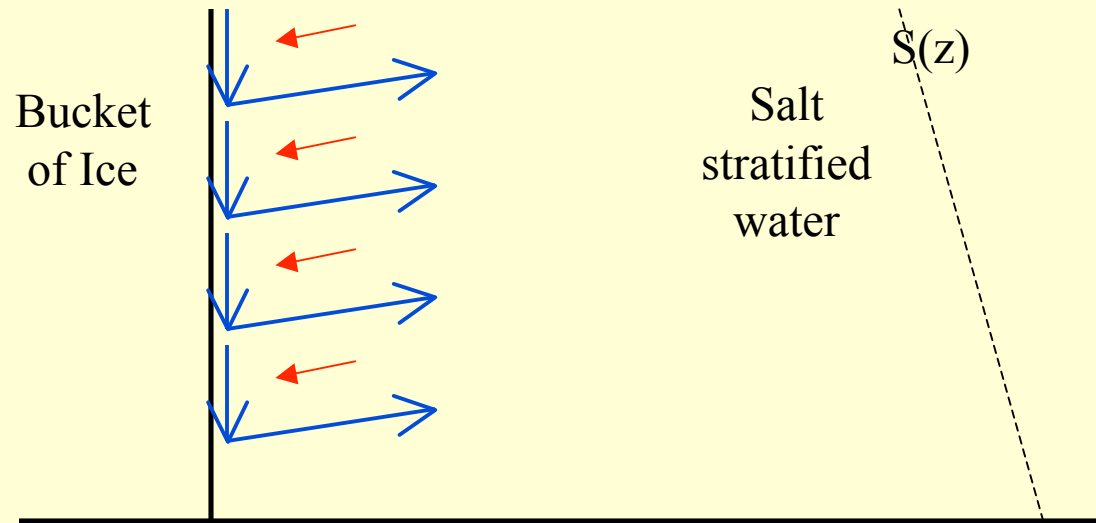 Bucket
of Ice
Salt
stratified
water
S(z)